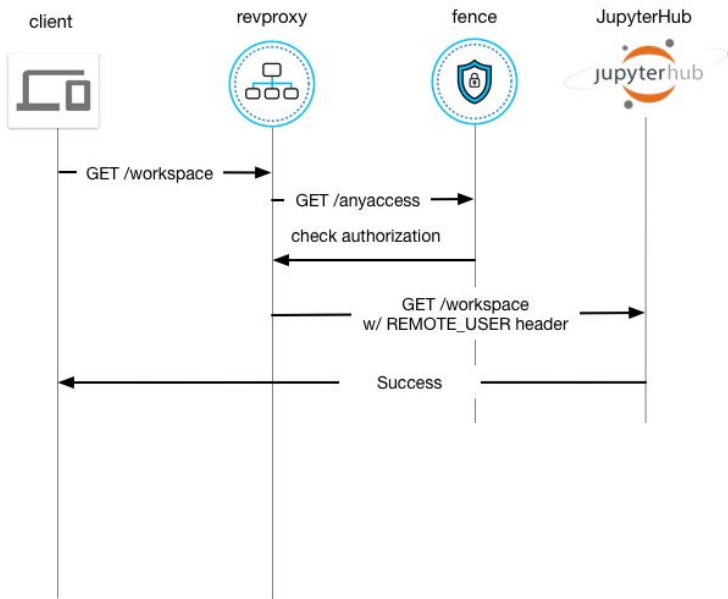 client
revproxy
fence
JupyterHub
jupyterhub
GET /workspace
GET /anyaccess
check authorization
GET /workspace
w/ REMOTE_USER header
Success